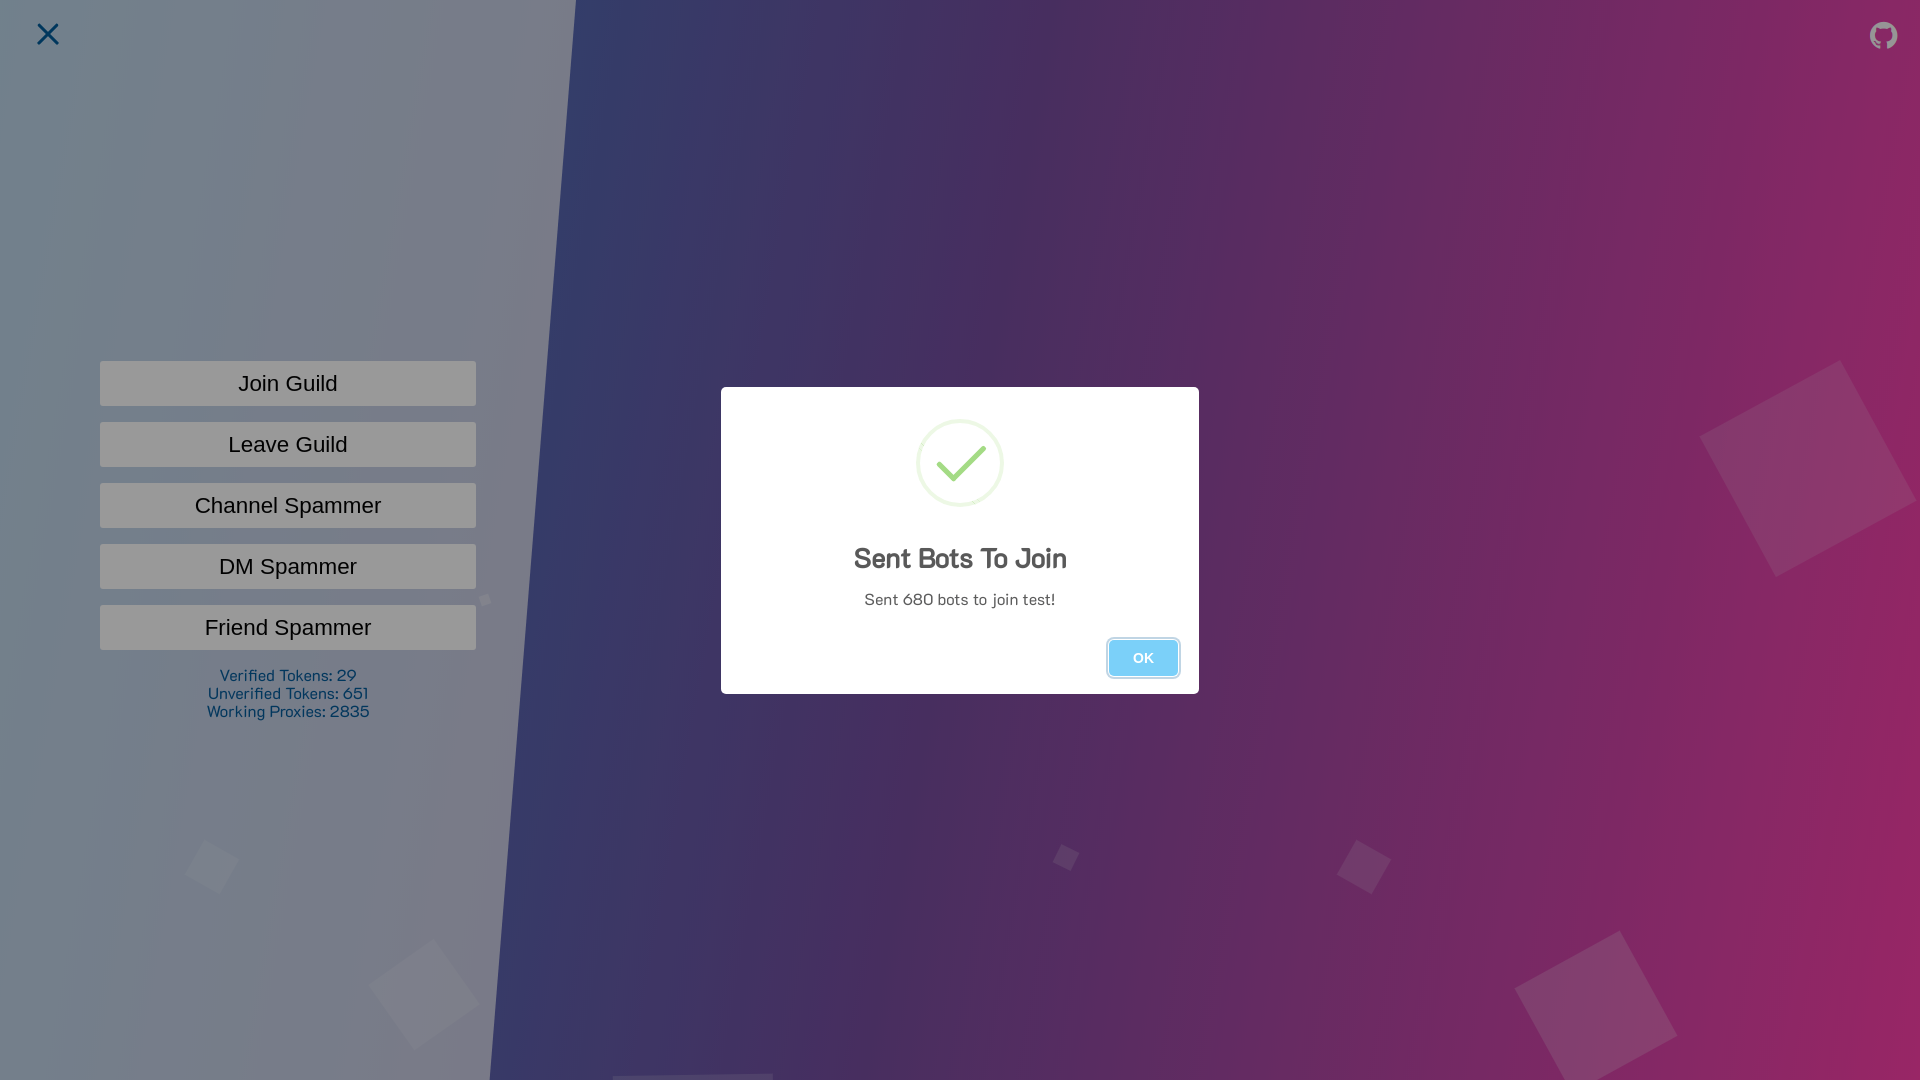 Join Guild
Leave Guild
Channel Spammer
DM Spammer
Friend Spammer
Verified Tokens: 29
Unverified Tokens: 651
Working Proxies: 2835
Sent Bots To Join
Sent 680 bots to join test!
OK